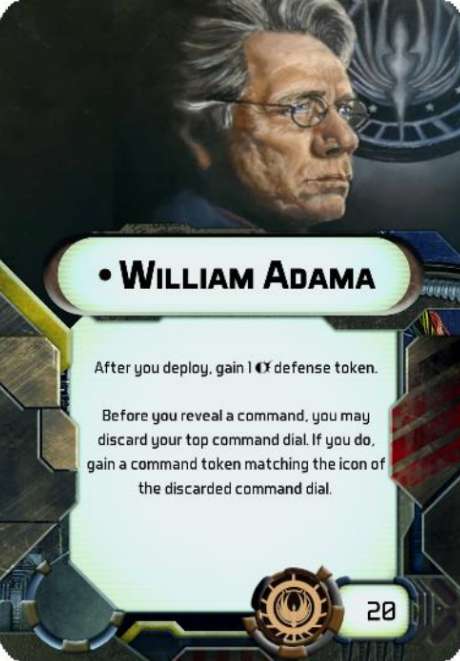 • William Adama
After you deploy, gain 1 defense token.
Before you reveal a command, you may
discard your top command dial. If you do,
gain a command token matching the icon of
the discarded command dial.
20